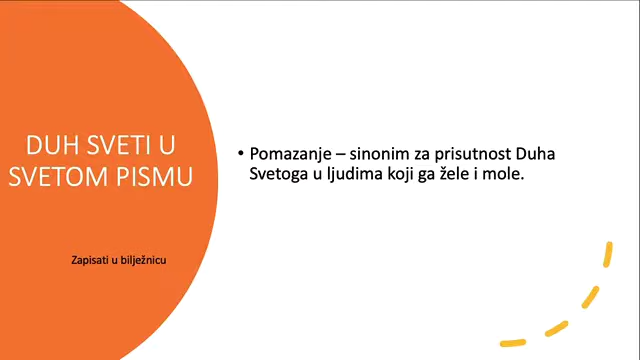 DUH SVETI U
SVETOM PISMU
Zapisati u bilježnicu
• Pomazanje – sinonim za prisutnost Duha
Svetoga u ljudima koji ga žele i mole.